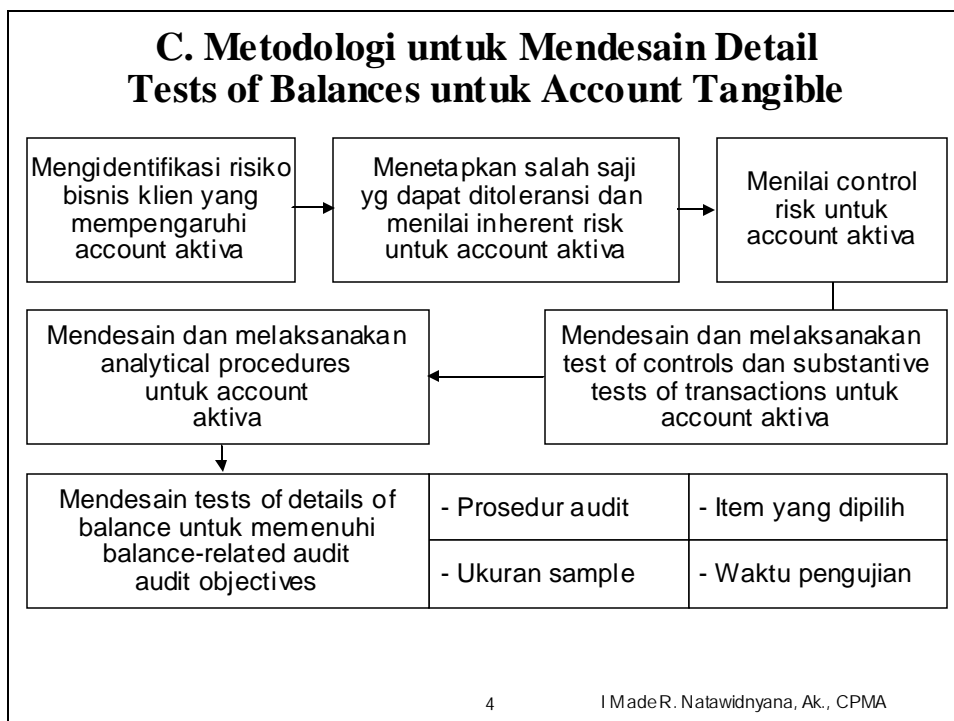 C. Metodologi untuk Mendesain Detail
Tests of Balances untuk Account Tangible
Mengidentifikasi risiko
bisnis klien yang
mempengaruhi
account aktiva
Menetapkan salah saji
yg dapat ditoleransi dan
menilai inherent risk
untuk account aktiva
Menilai control
risk untuk
account aktiva
Mendesain dan melaksanakan
analytical procedures
untuk account
aktiva
Mendesain dan melaksanakan
test of controls dan substantive
tests of transactions untuk
account aktiva
Mendesain tests of details of
balance untuk memenuhi
balance-related audit
audit objectives
- Prosedur audit
- Item yang dipilih
- Ukuran sample
- Waktu pengujian
4
I Made R. Natawidnyana, Ak., CPMA